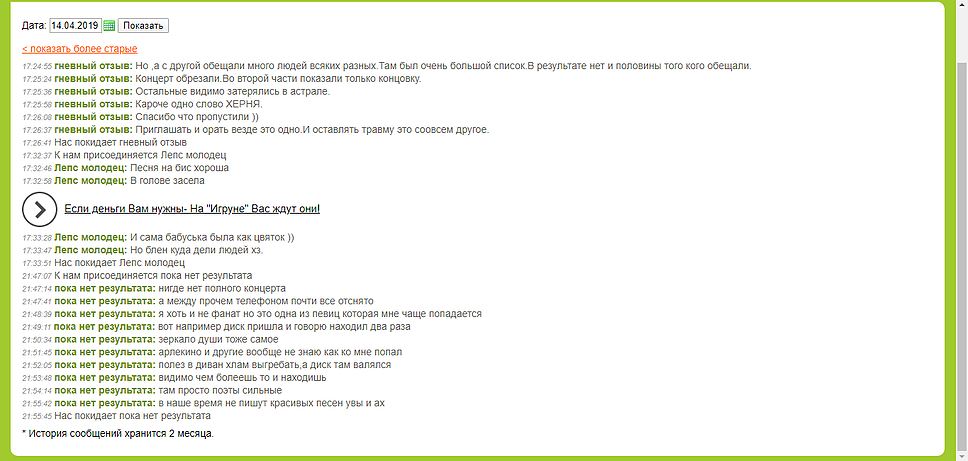 Дата: 14.04.2019 Показать
< показать более старые
17:24:55 гневный отзыв: Но ,а с другой обещали много людей всяких разных.Там был очень большой список.В результате нет и половины того кого обещали.
17:25:24 гневный отзыв: Концерт обрезали.Во второй части показали только концовку.
17:25:36 гневный отзыв: Остальные видимо затерялись в астрале.
17:25:58 гневный отзыв: Кароче одно слово ХЕРНЯ.
17:26:08 гневный отзыв: Спасибо что пропустили ))
17:26:37 гневный отзыв: Приглашать и орать везде это одно.И оставлять травму это соовсем другое.
17:26:41 Нас покидает гневный отзыв
17:32:37 К нам присоединяется Лепс молодец
17:32:46 Лепс молодец: Песня на бис хороша
17:32:58 Лепс молодец: В голове засела
Если деньги Вам нужны- На "Игруне" Вас ждут они!
17:33:28 Лепс молодец: И сама бабуська была как цвяток ))
17:33:47 Лепс молодец: Но блен куда дели людей хз.
17:33:51 Нас покидает Лепс молодец
21:47:07 К нам присоединяется пока нет результата
21:47:14 пока нет результата: нигде нет полного концерта
21:47:41 пока нет результата: а между прочем телефоном почти все отснято
21:48:39 пока нет результата: я хоть и не фанат но это одна из певиц которая мне чаще попадается
21:49:11 пока нет результата: вот например диск пришла и говорю находил два раза
21:50:34 пока нет результата: зеркало души тоже самое
21:51:45 пока нет результата: арлекино и другие вообще не знаю как ко мне попал
21:52:05 пока нет результата: полез в диван хлам выгребать,а диск там валялся
21:53:48 пока нет результата: видимо чем болеешь то и находишь
21:54:14 пока нет результата: там просто поэты сильные
21:55:42 пока нет результата: в наше время не пишут красивых песен увы и ах
21:55:45 Нас покидает пока нет результата
* История сообщений хранится 2 месяца.